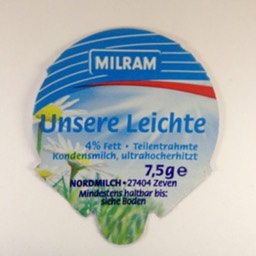 MILRAM
Unsere Leichte
4% Fett • Teilentrahmte
Kondensmilch, ultrahocherhitzt
7,5g e
NORDMILCH • 27404 Zeven
Mindestens haltbar bis:
siehe Boden